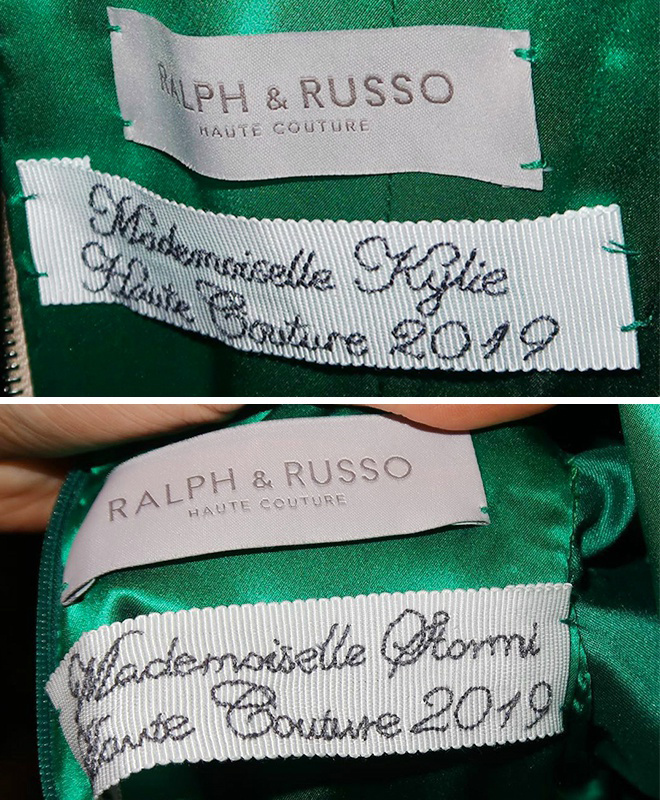 RALPH & RUSSO
HAUTE COUTURE
Mademoiselle Kylie
Haute Couture 2019
RALPH & RUSSO
HAUTE COUTURE
Mademoiselle Stormi
Haute Couture 2019